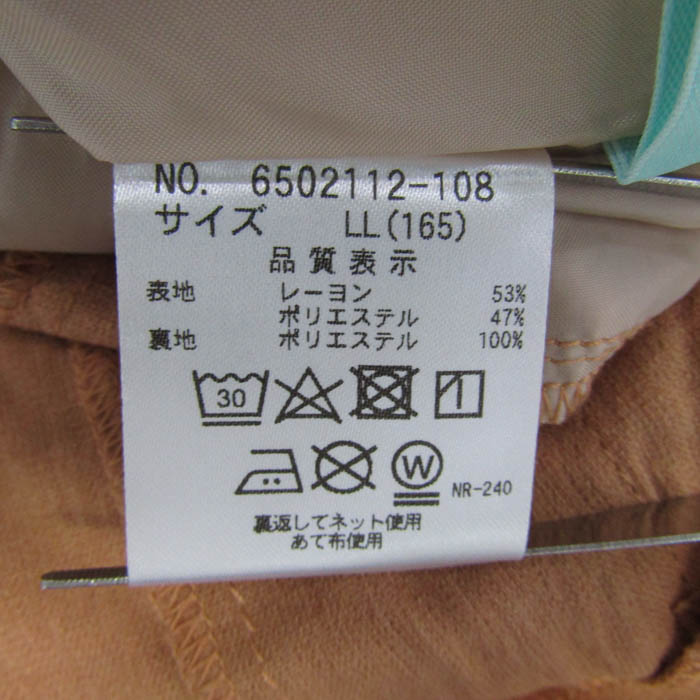 NO. 6502112-108
サイズ LL(165)
品質表示
表地 レーヨン 53%
ポリエステル 47%
裏地 ポリエステル 100%
30
W NR-240
裏返してネット使用
あて布使用